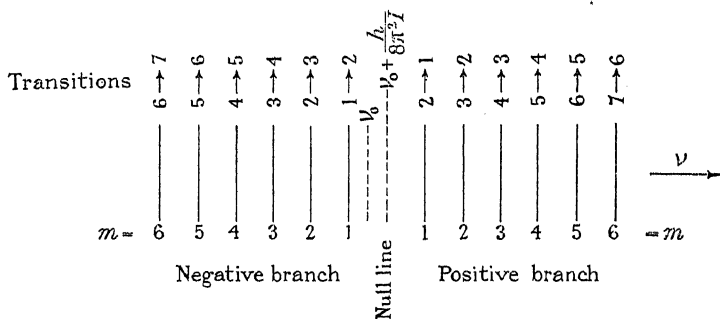 Transitions 6→7 5→6 4→5 3→4 2→3 1→2 ν₀ ν₀ + h/8π²I 2→1 3→2 4→3 5→4 6→5 7→6
ν
m = 6 5 4 3 2 1 1 2 3 4 5 6 = m
Negative branch Null line Positive branch